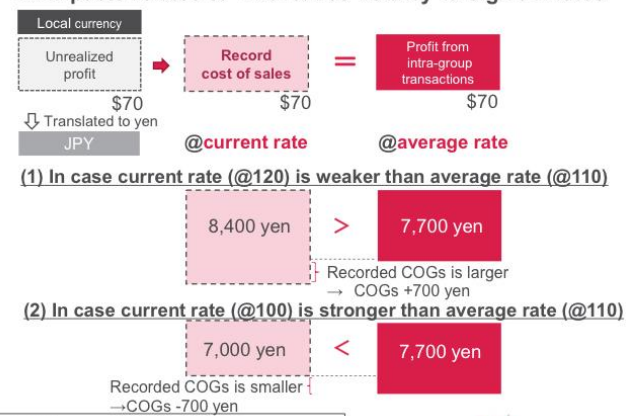 Local currency
Unrealized
profit
Record
cost of sales
=
Profit from
intra-group
transactions
$70
$70
$70
Translated to yen
JPY
@current rate
@average rate
(1) In case current rate (@120) is weaker than average rate (@110)
8,400 yen
>
7,700 yen
Recorded COGs is larger
→ COGs +700 yen
(2) In case current rate (@100) is stronger than average rate (@110)
7,000 yen
<
7,700 yen
Recorded COGs is smaller
→COGs -700 yen